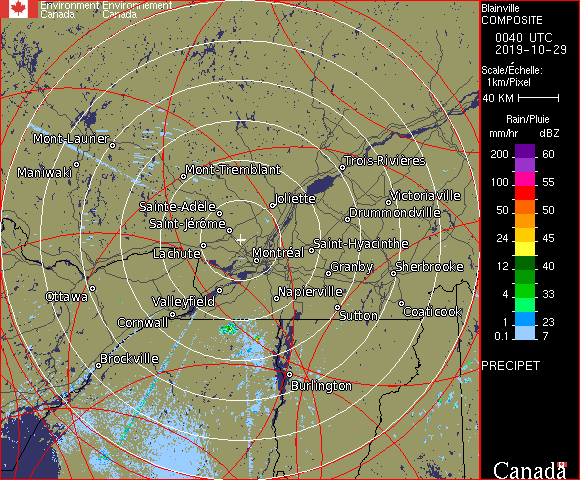 Environment Environnement
Canada Canada
Blainville
COMPOSITE
0040 UTC
2019-10-29
Scale/Échelle:
1km/Pixel
40 KM
Rain/Pluie
mm/hr dBZ
200 60
100 55
50 50
24 45
12 40
4 33
1 23
0.1 7
PRECIPET
Mont-Laurier
Maniwaki
Mont-Tremblant
Trois-Rivières
Joliette
Victoriaville
Sainte-Adèle
Drummondville
Saint-Jérôme
Lachute
Saint-Hyacinthe
Montréal
Granby
Sherbrooke
Ottawa
Valleyfield
Napierville
Cornwall
Sutton
Coaticook
Brockville
Burlington
Canada